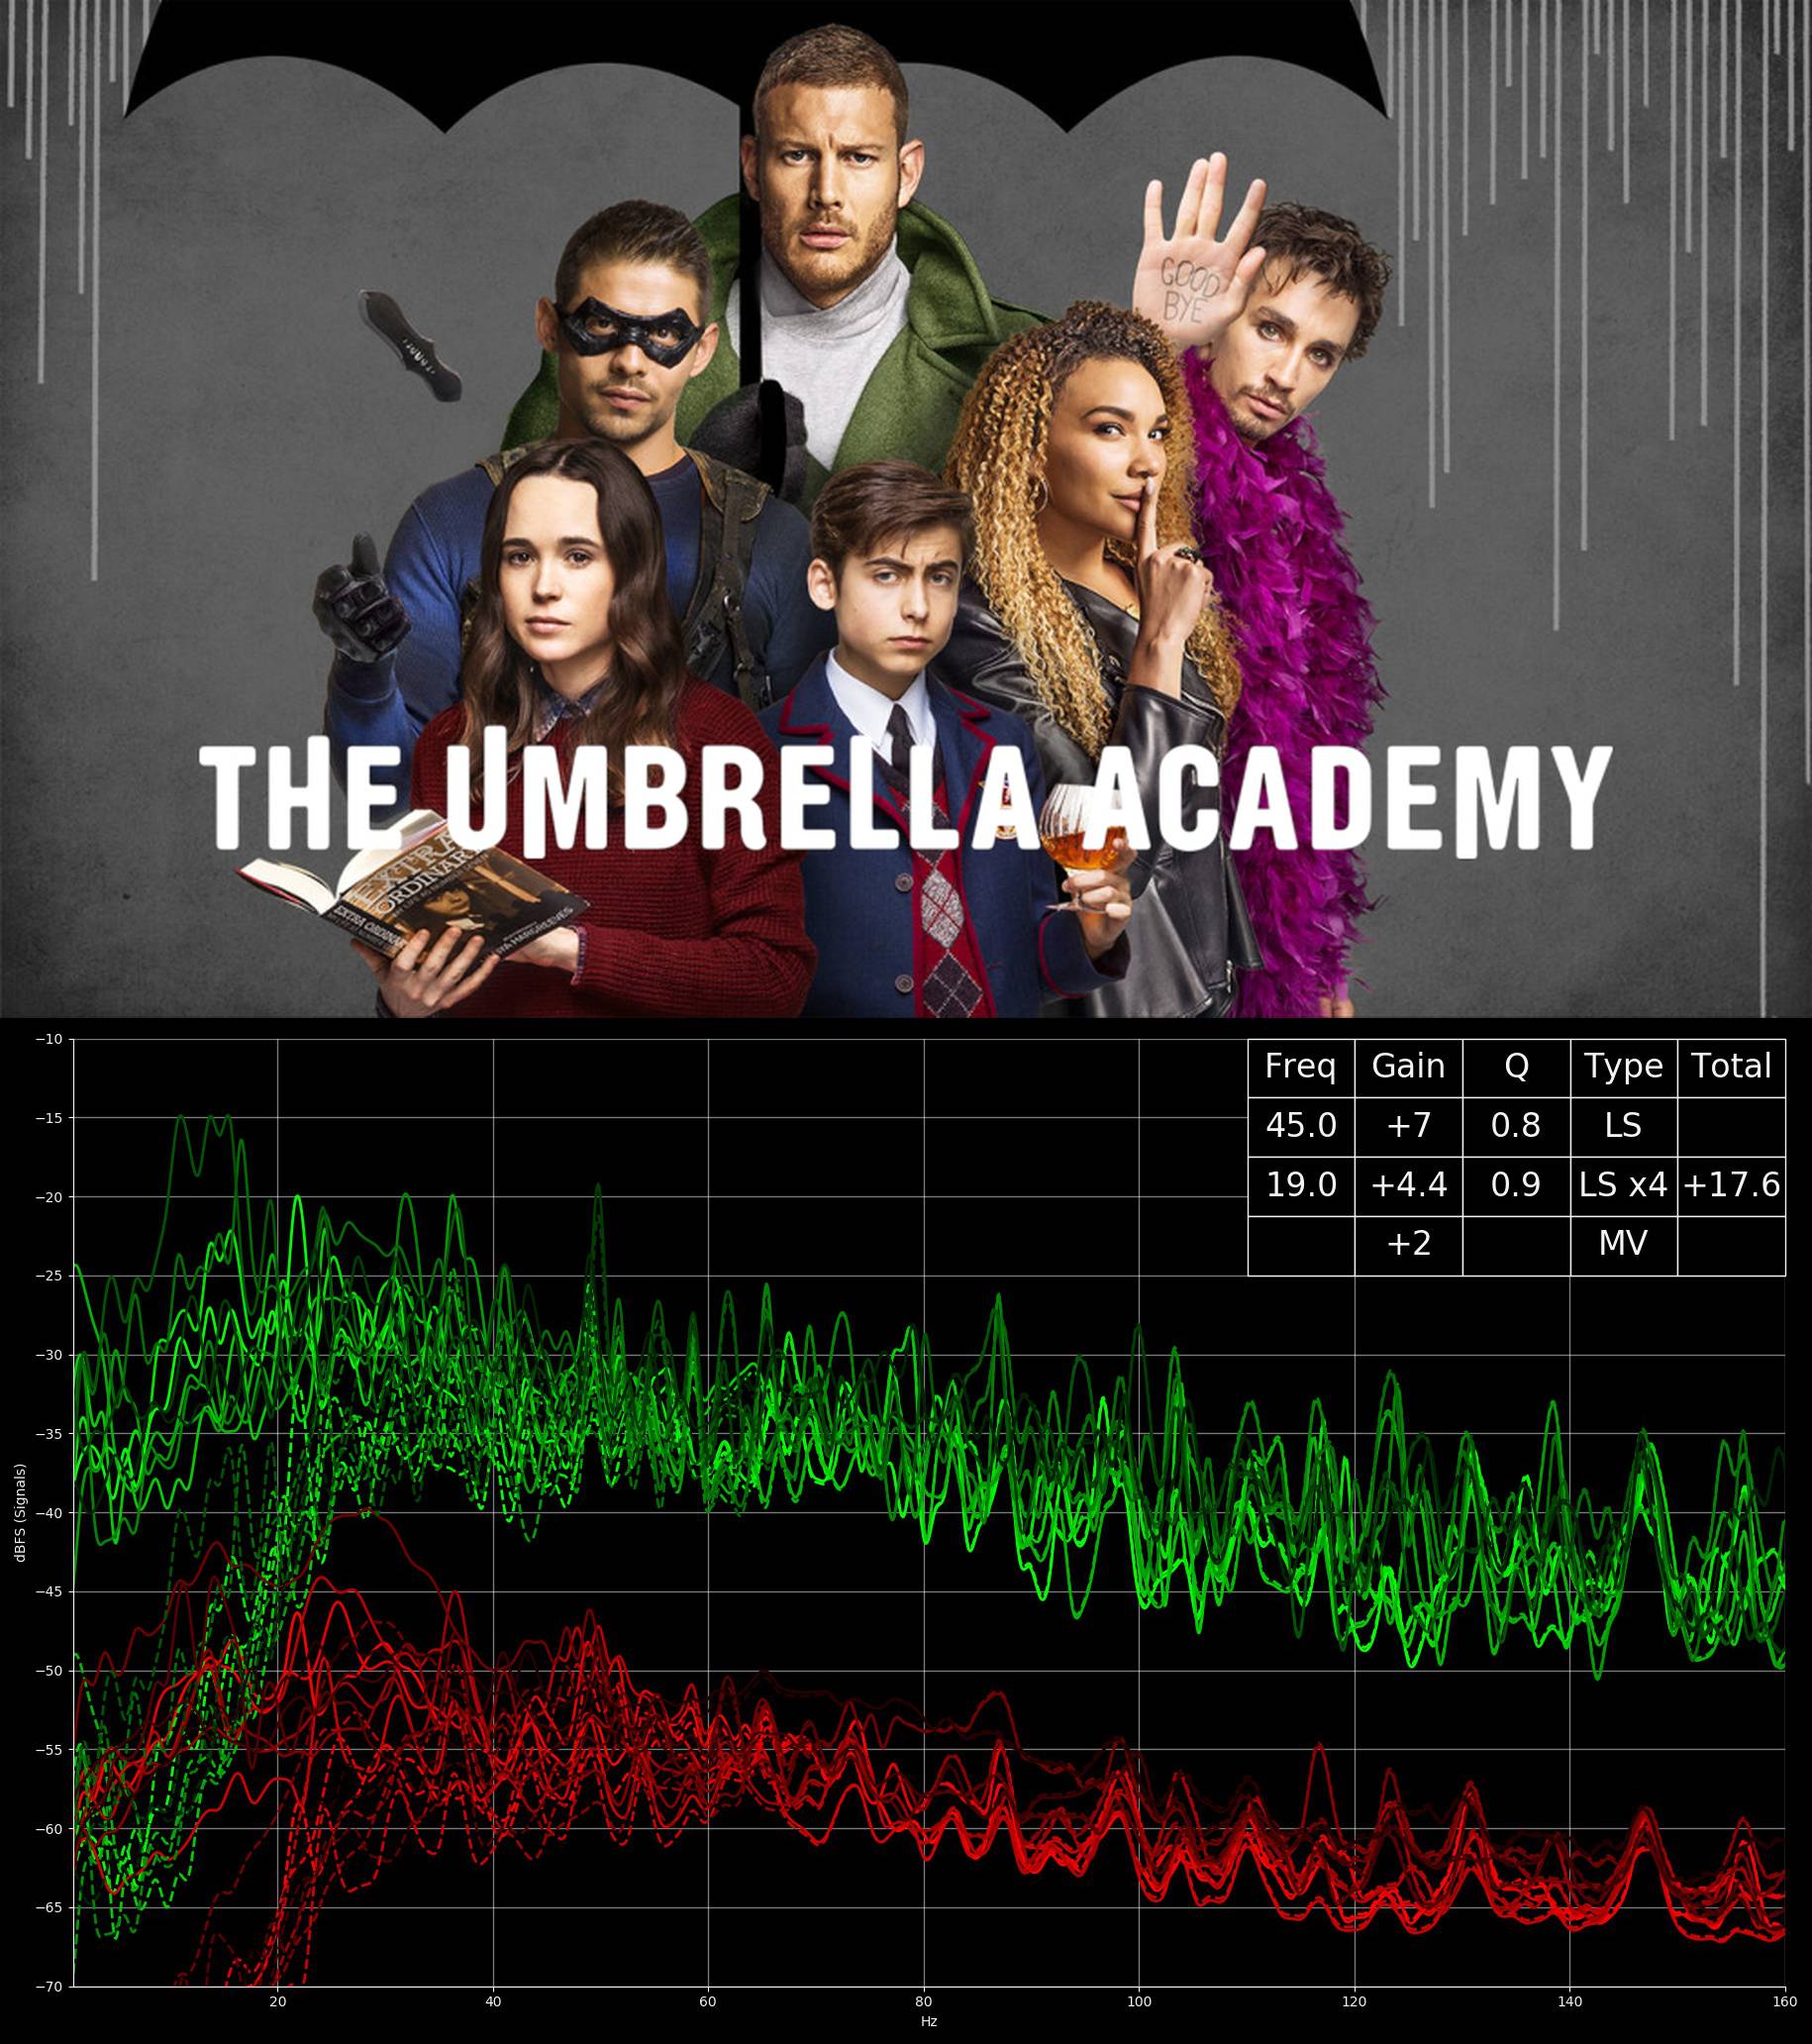 GOOD
BYE
THE UMBRELLA ACADEMY
EXTRA
ORDINARY
EXTRA ORDINARY
Freq Gain Q Type Total
45.0 +7 0.8 LS
19.0 +4.4 0.9 LS x4 +17.6
+2 MV
−10
−15
−20
−25
−30
−35
−40
−45
−50
−55
−60
−65
−70
dBFS (Signals)
20 40 60 80 100 120 140 160
Hz